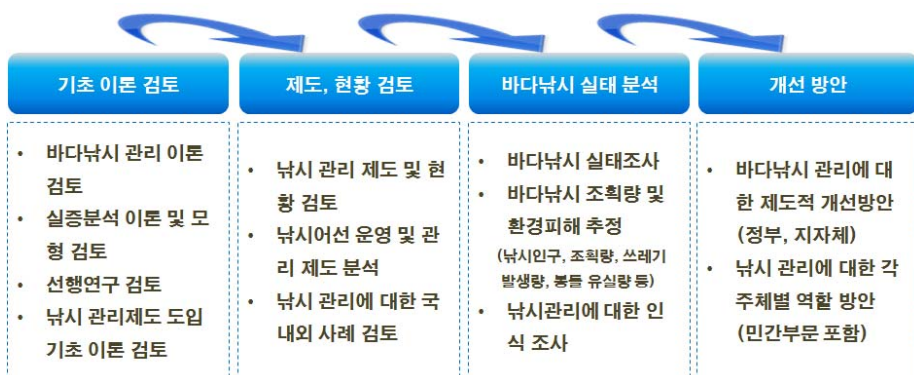 기초 이론 검토
• 바다낚시 관리 이론
검토
• 실증분석 이론 및 모
형 검토
• 선행연구 검토
• 낚시 관리제도 도입
기초 이론 검토
제도, 현황 검토
• 낚시 관리 제도 및 현
황 검토
• 낚시어선 운영 및 관
리 제도 분석
• 낚시 관리에 대한 국
내외 사례 검토
바다낚시 실태 분석
• 바다낚시 실태조사
• 바다낚시 조획량 및
환경피해 추정
(낚시인구, 조획량, 쓰레기
발생량, 봉돌 유실량 등)
• 낚시관리에 대한 인
식 조사
개선 방안
• 바다낚시 관리에 대
한 제도적 개선방안
(정부, 지자체)
• 낚시 관리에 대한 각
주체별 역할 방안
(민간부문 포함)